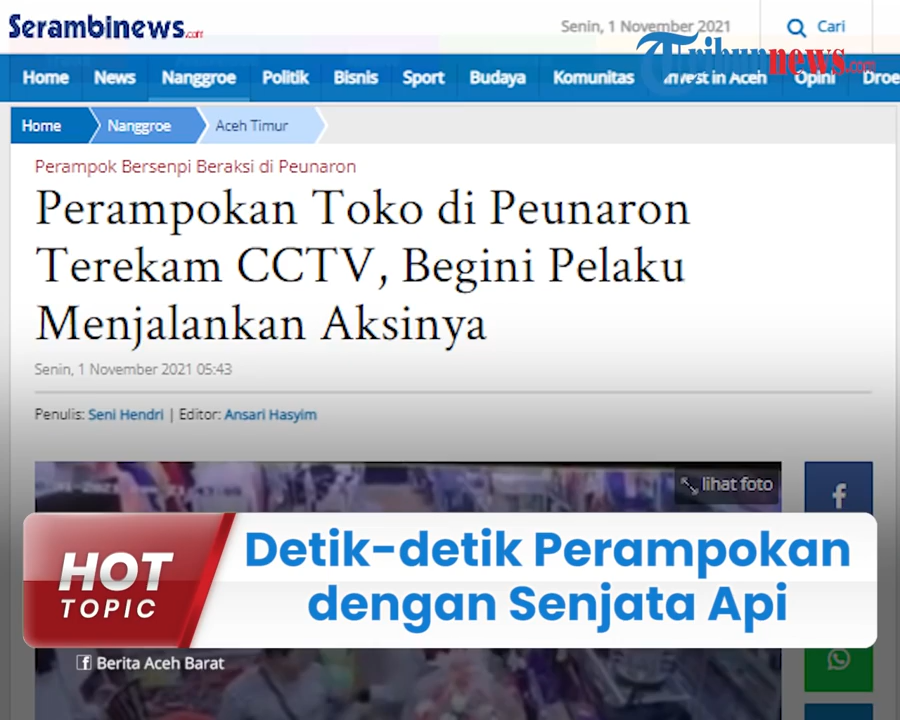 Serambinews.com
Senin, 1 November 2021
Cari
Tribunnews.com
Home News Nanggroe Politik Bisnis Sport Budaya Komunitas Invest in Aceh Opini Droe
Home Nanggroe Aceh Timur
Perampok Bersenpi Beraksi di Peunaron
Perampokan Toko di Peunaron
Terekam CCTV, Begini Pelaku
Menjalankan Aksinya
Senin, 1 November 2021 05:43
Penulis: Seni Hendri | Editor: Ansari Hasyim
lihat foto
HOT
TOPIC
Detik-detik Perampokan
dengan Senjata Api
Berita Aceh Barat